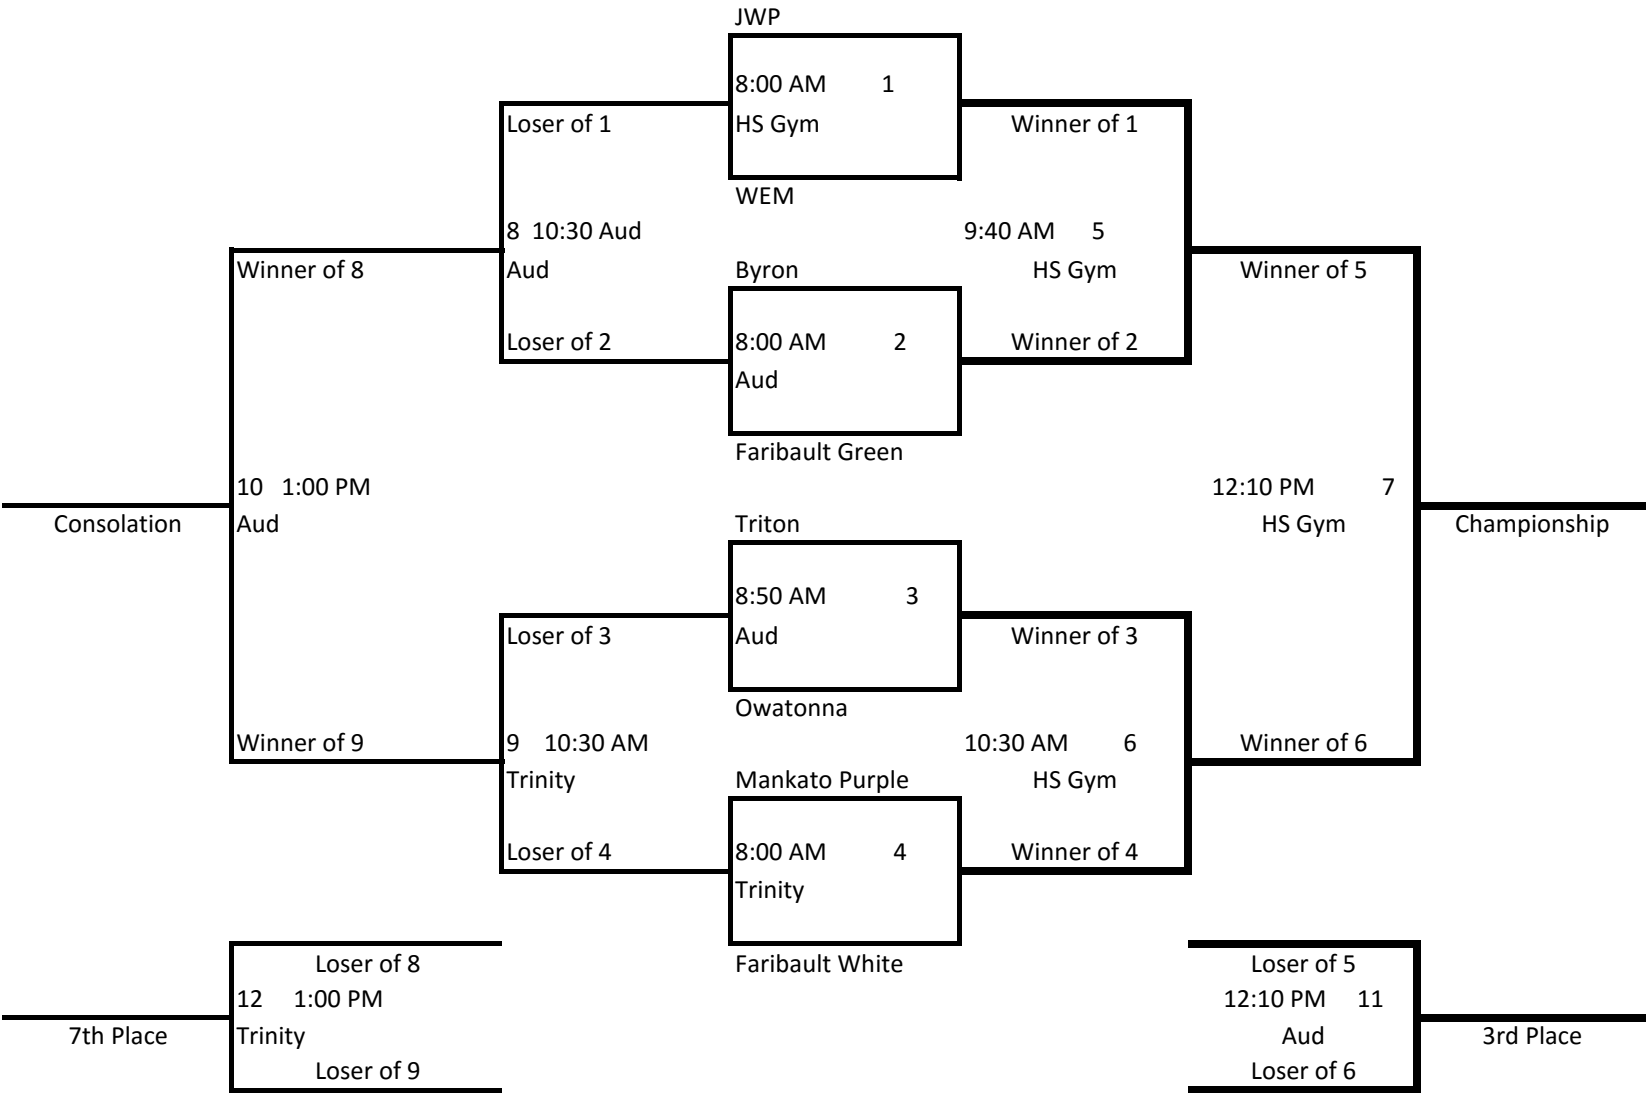 JWP
8:00 AM 1
Loser of 1 HS Gym Winner of 1
WEM
8 10:30 Aud 9:40 AM 5
Winner of 8 Aud Byron HS Gym Winner of 5
Loser of 2 8:00 AM 2 Winner of 2
Aud
Faribault Green
10 1:00 PM 12:10 PM 7
Consolation Aud Triton HS Gym Championship
8:50 AM 3
Loser of 3 Aud Winner of 3
Owatonna
Winner of 9 9 10:30 AM 10:30 AM 6 Winner of 6
Trinity Mankato Purple HS Gym
Loser of 4 8:00 AM 4 Winner of 4
Trinity
Loser of 8 Faribault White Loser of 5
12 1:00 PM 12:10 PM 11
7th Place Trinity Aud 3rd Place
Loser of 9 Loser of 6